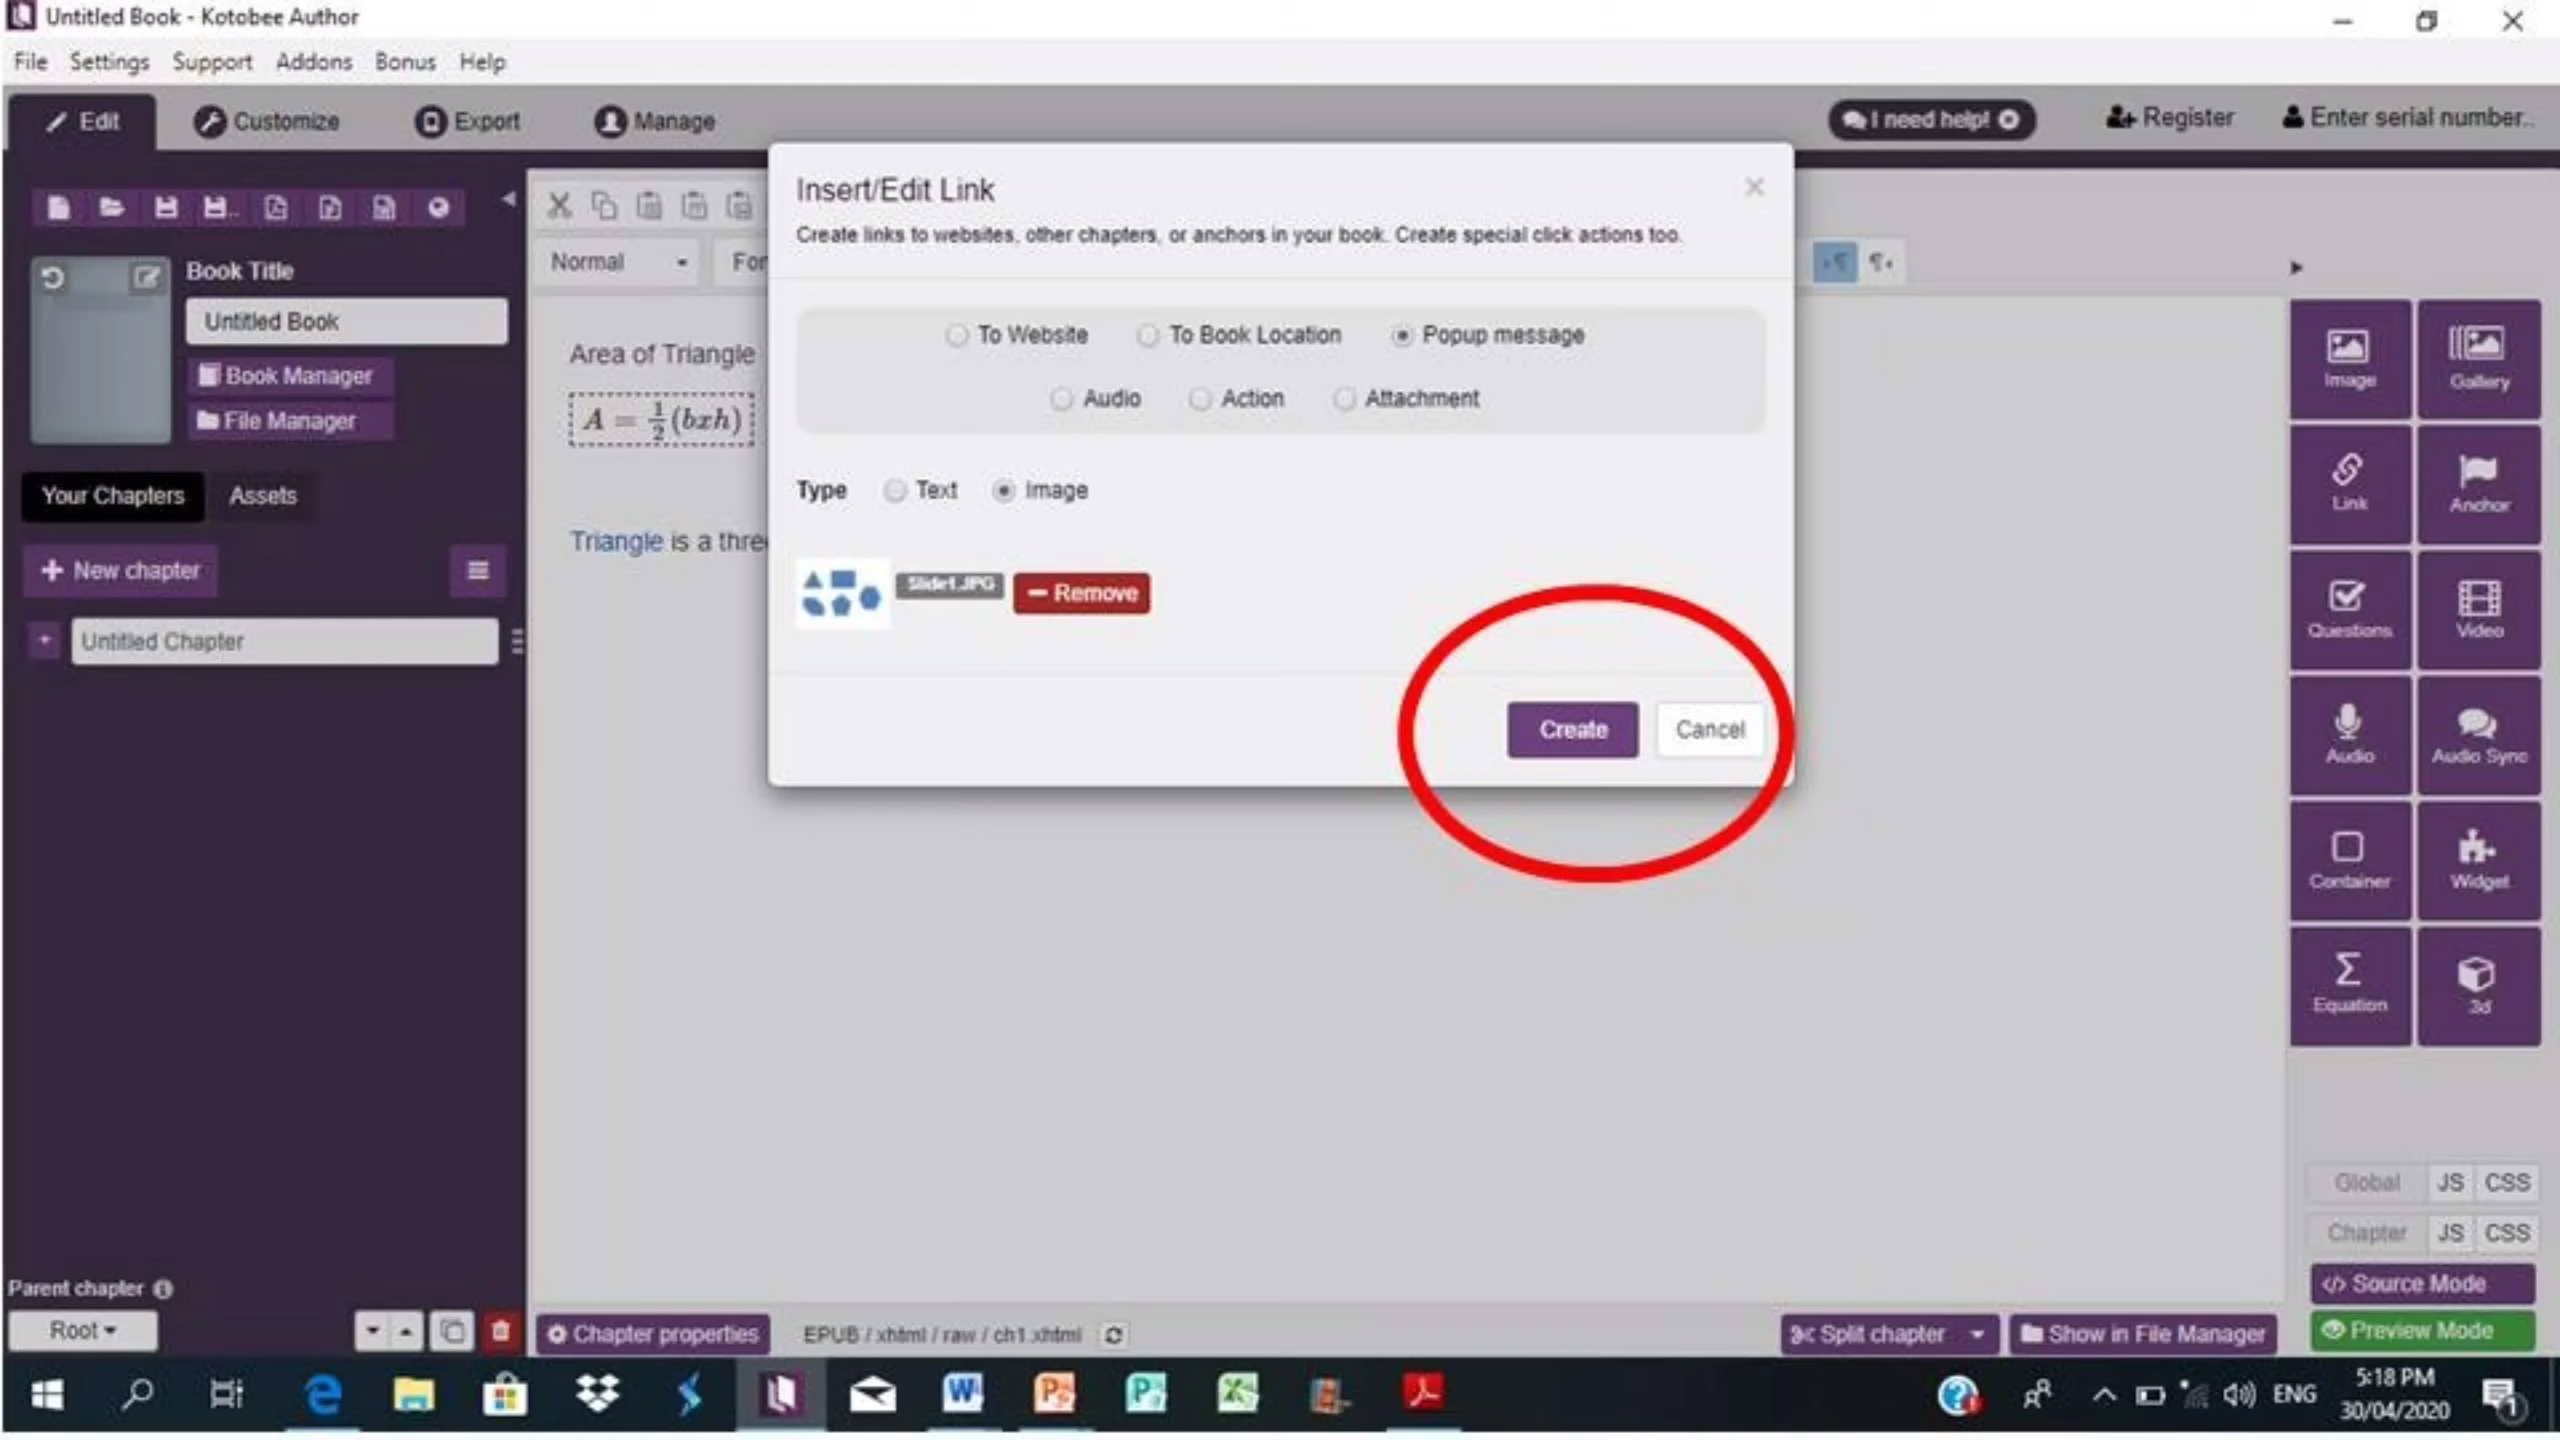 Untitled Book - Kotobee Author
File Settings Support Addons Bonus Help
Edit Customize Export Manage I need help! Register Enter serial number..
Insert/Edit Link
Create links to websites, other chapters, or anchors in your book. Create special click actions too.
To Website To Book Location Popup message
Audio Action Attachment
Type Text Image
Slide1.JPG Remove
Create Cancel
Book Title
Untitled Book
Book Manager
File Manager
Your Chapters Assets
New chapter
Untitled Chapter
Normal For
Area of Triangle
A = 1/2 (bxh)
Triangle is a three
Image Gallery
Link Anchor
Questions Video
Audio Audio Sync
Container Widget
Equation 3d
Global JS CSS
Chapter JS CSS
</> Source Mode
Preview Mode
Parent chapter
Root
Chapter properties EPUB / xhtml / raw / ch1.xhtml Split chapter Show in File Manager
ENG 5:18 PM
30/04/2020
1